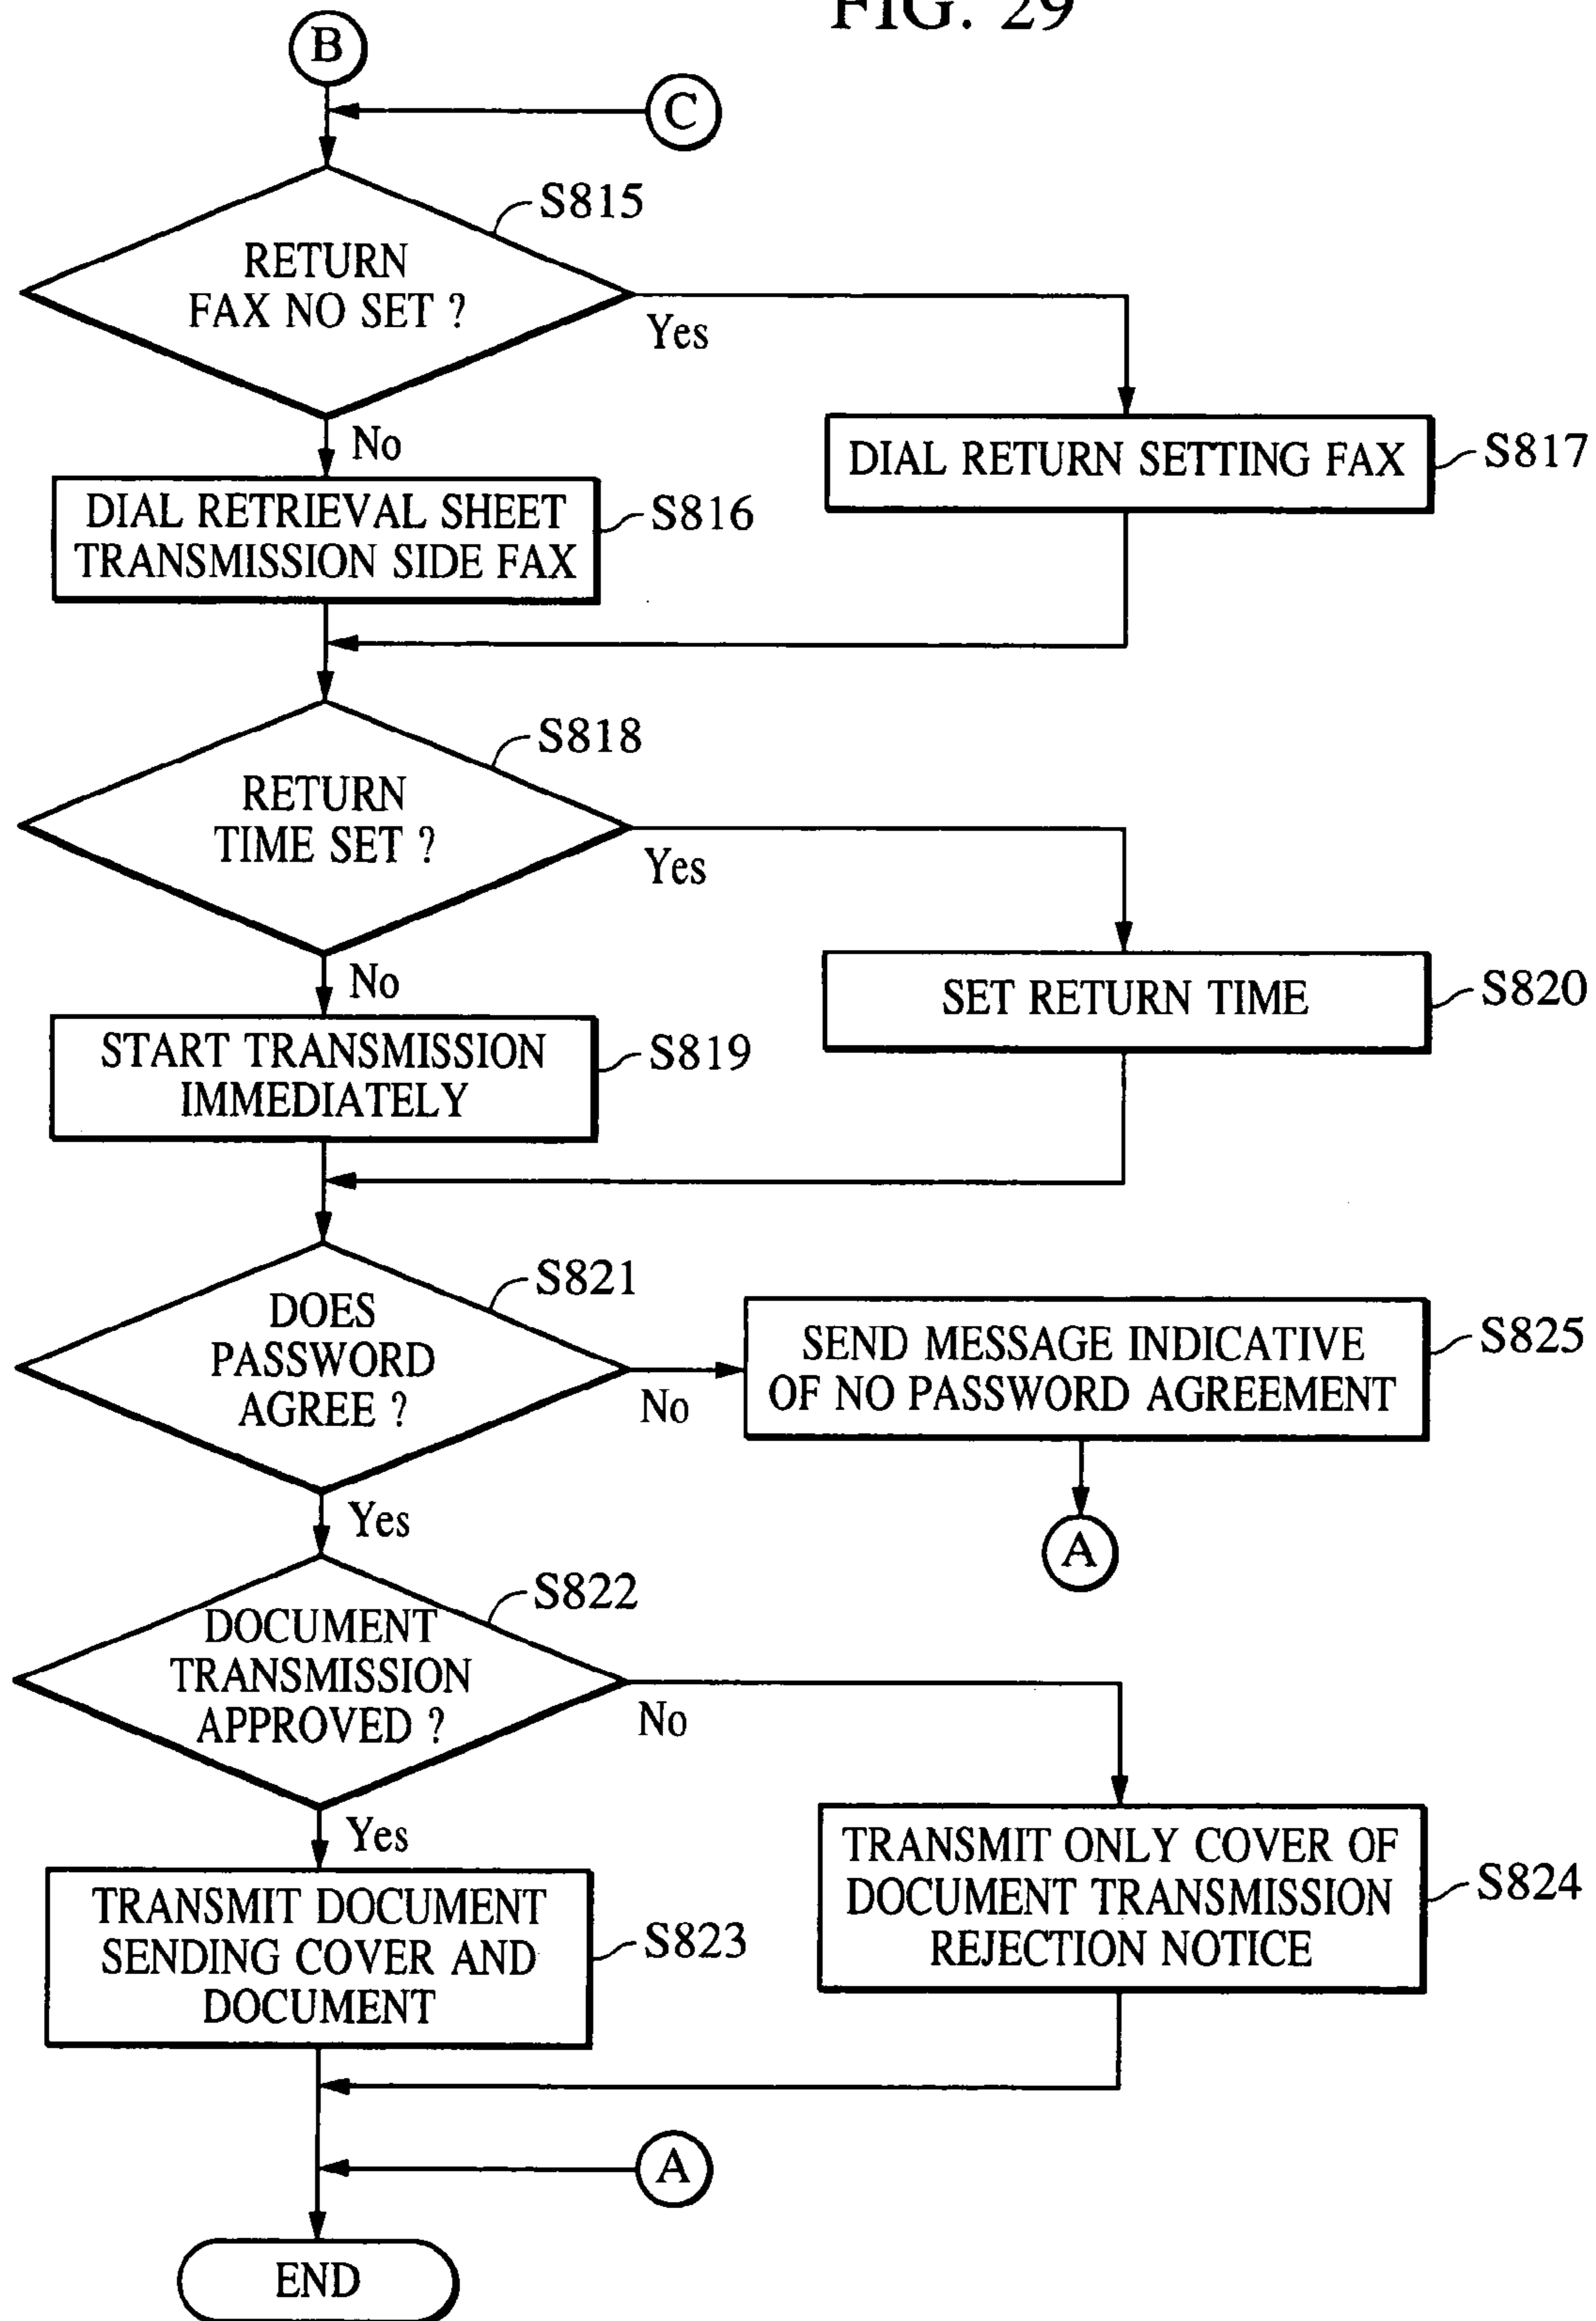 FIG. 29
B
C
S815
RETURN
FAX NO SET ?
Yes
No
DIAL RETURN SETTING FAX
S817
DIAL RETRIEVAL SHEET
TRANSMISSION SIDE FAX
S816
S818
RETURN
TIME SET ?
Yes
No
SET RETURN TIME
S820
START TRANSMISSION
IMMEDIATELY
S819
S821
DOES
PASSWORD
AGREE ?
No
SEND MESSAGE INDICATIVE
OF NO PASSWORD AGREEMENT
S825
Yes
A
S822
DOCUMENT
TRANSMISSION
APPROVED ?
No
Yes
TRANSMIT ONLY COVER OF
DOCUMENT TRANSMISSION
REJECTION NOTICE
S824
TRANSMIT DOCUMENT
SENDING COVER AND
DOCUMENT
S823
A
END